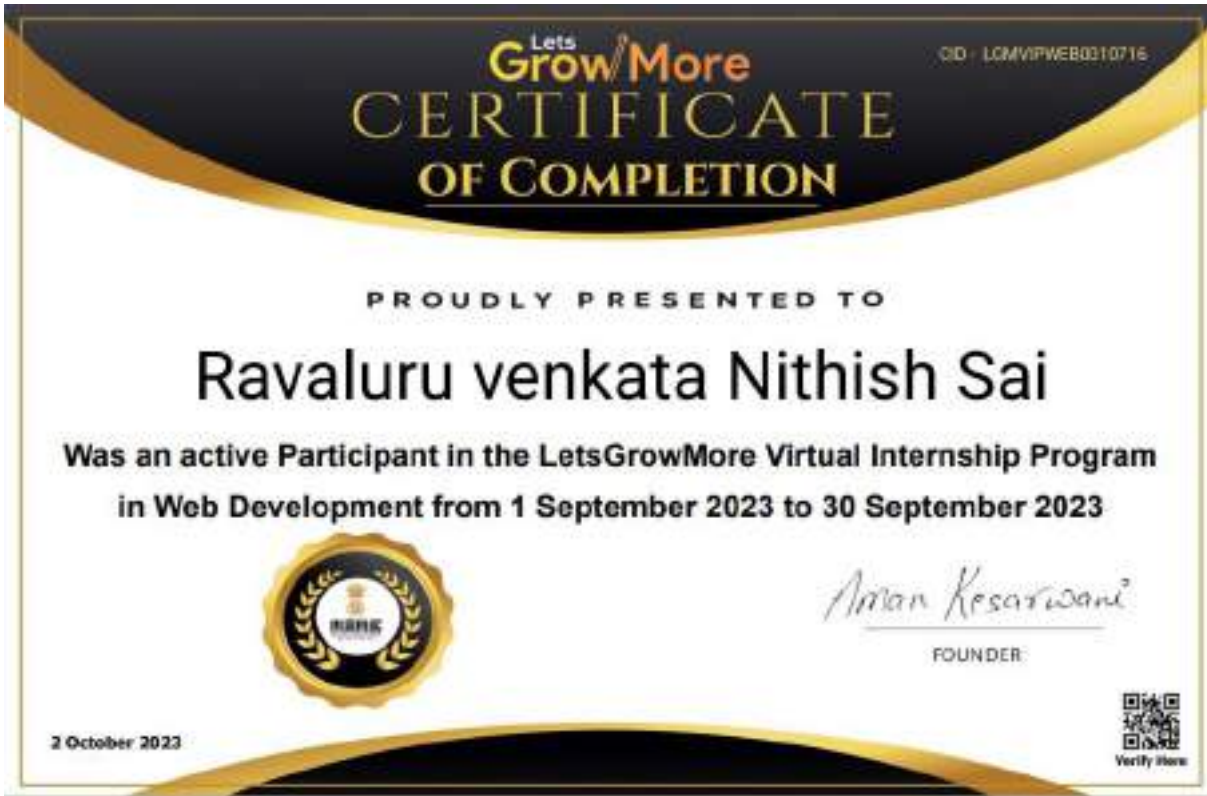 Lets
GrowMore
CID - LGMVIPWEB0010716
CERTIFICATE
OF COMPLETION
PROUDLY PRESENTED TO
Ravaluru venkata Nithish Sai
Was an active Participant in the LetsGrowMore Virtual Internship Program
in Web Development from 1 September 2023 to 30 September 2023
Aman Kesarwani
FOUNDER
2 October 2023
Verify Here